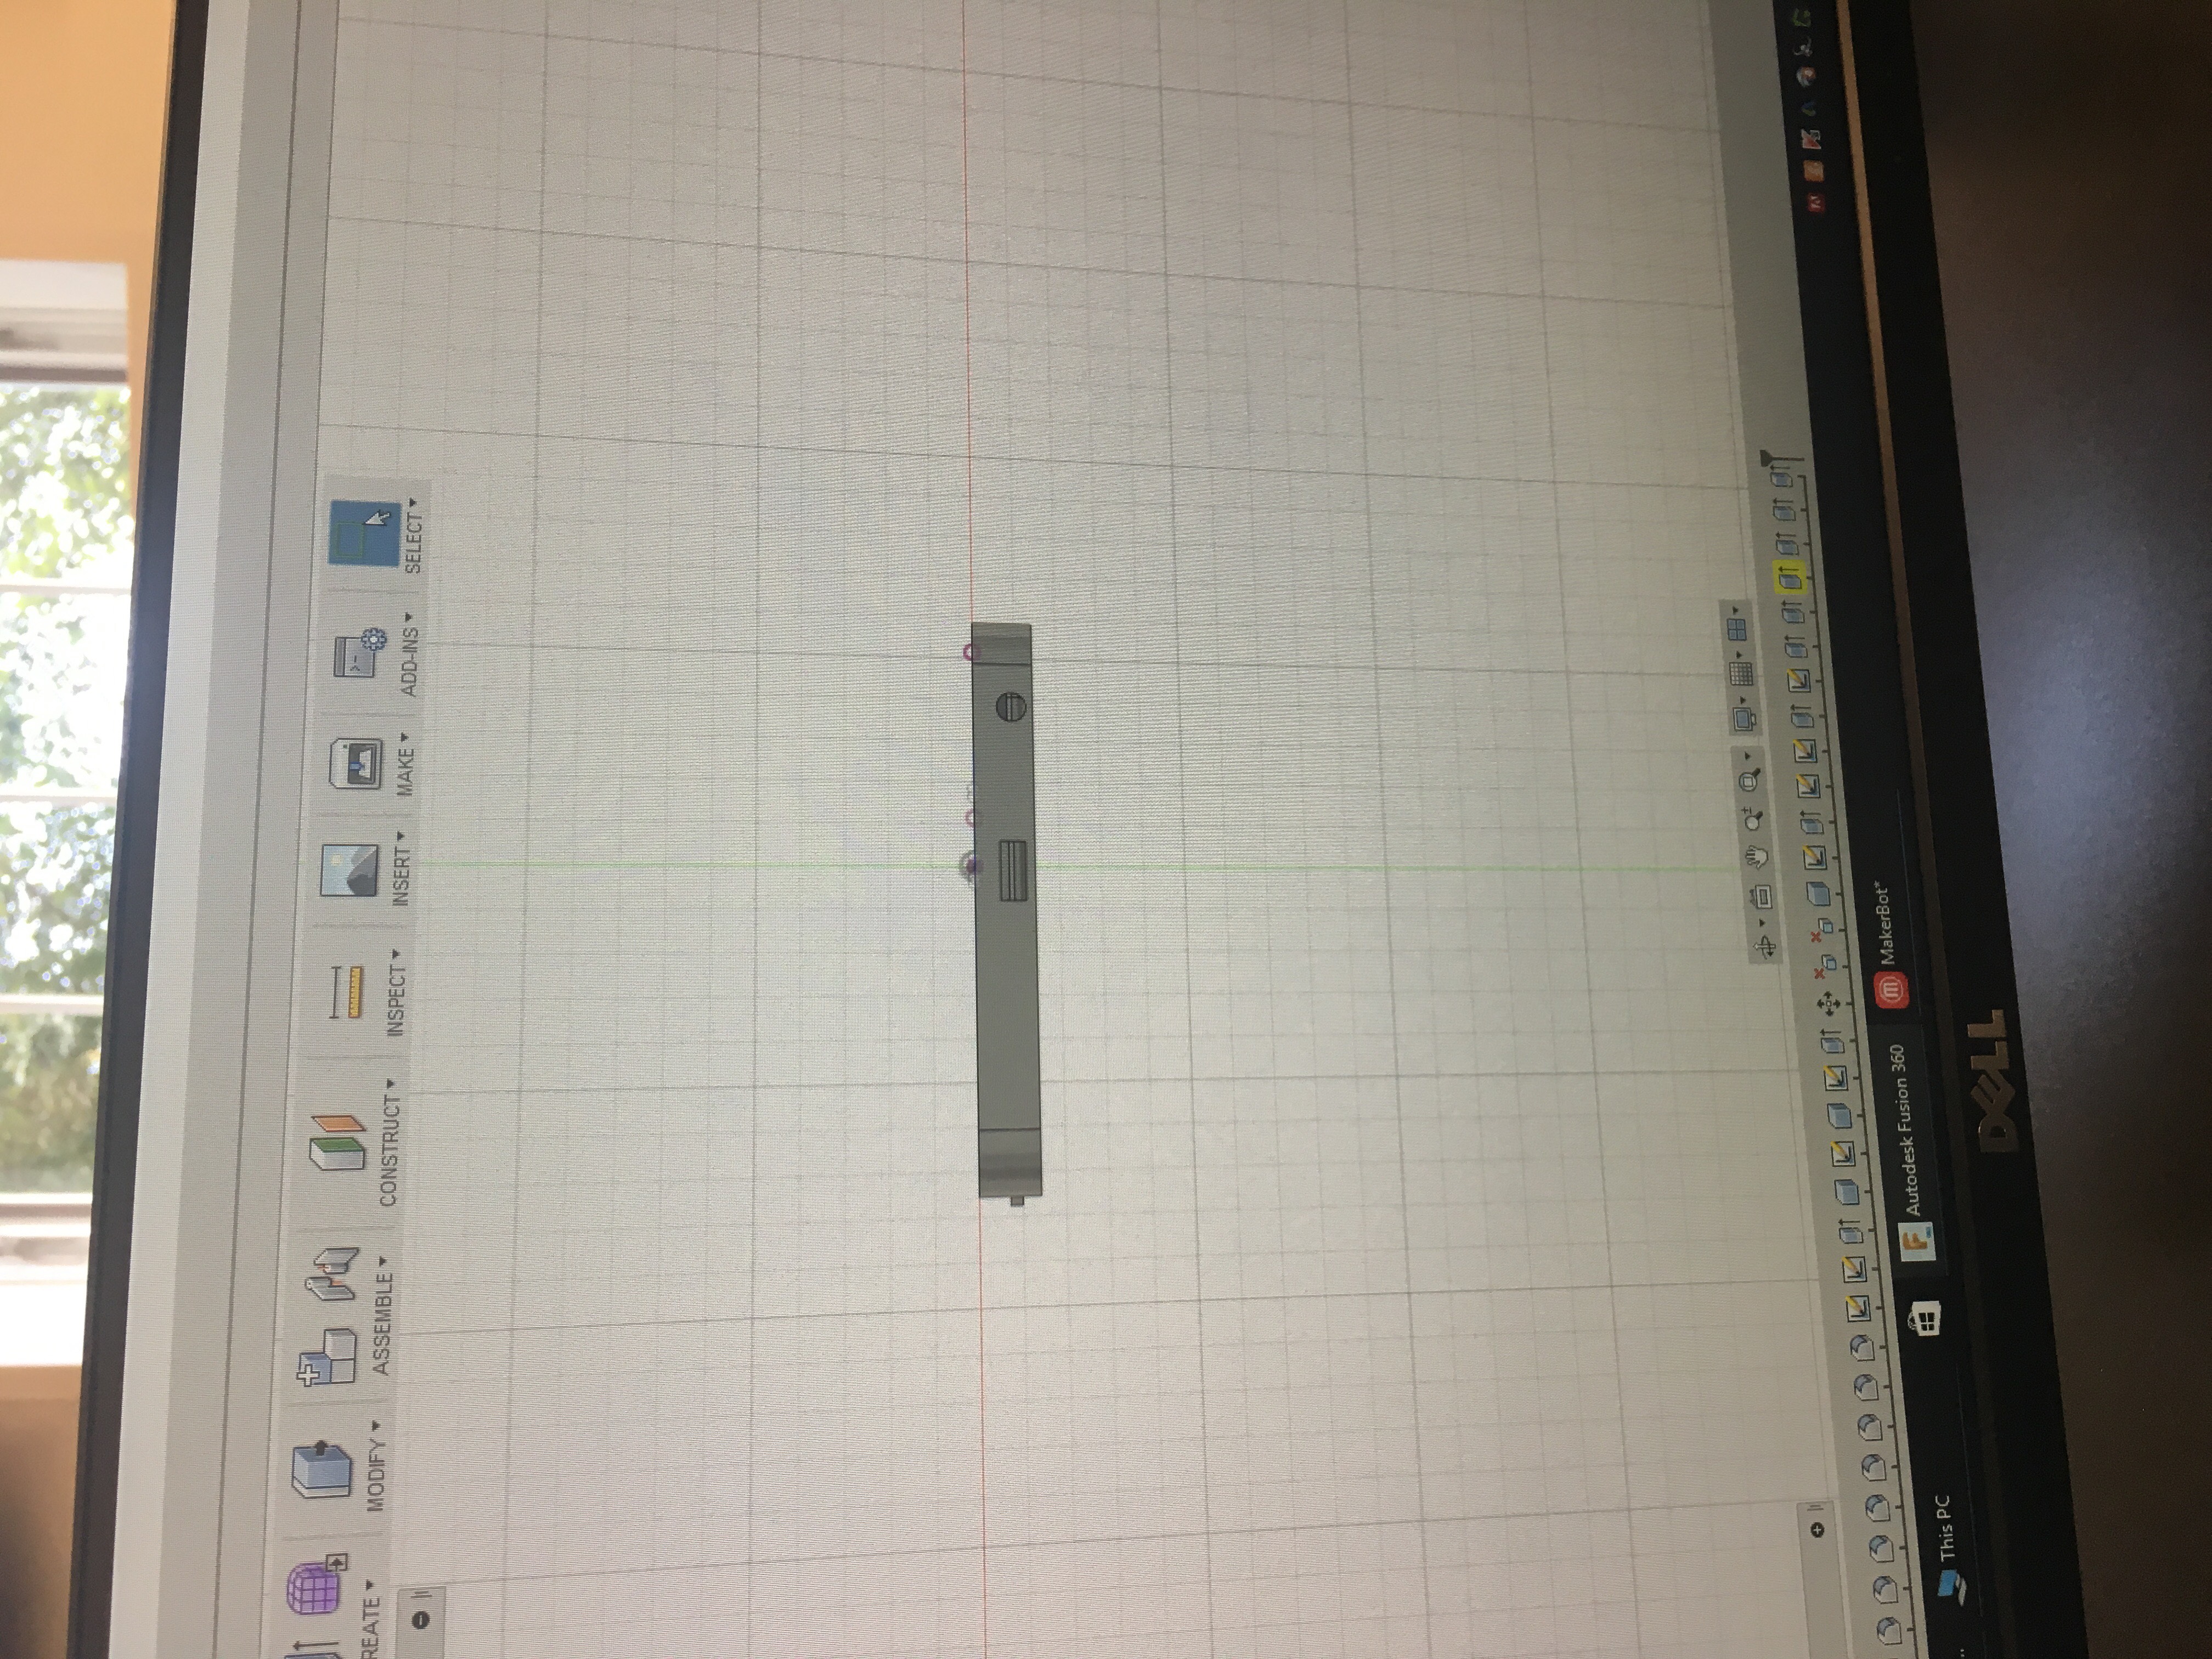 REATE
MODIFY
ASSEMBLE
CONSTRUCT
INSPECT
INSERT
MAKE
ADD-INS
SELECT
This PC
Autodesk Fusion 360
MakerBot*
DELL